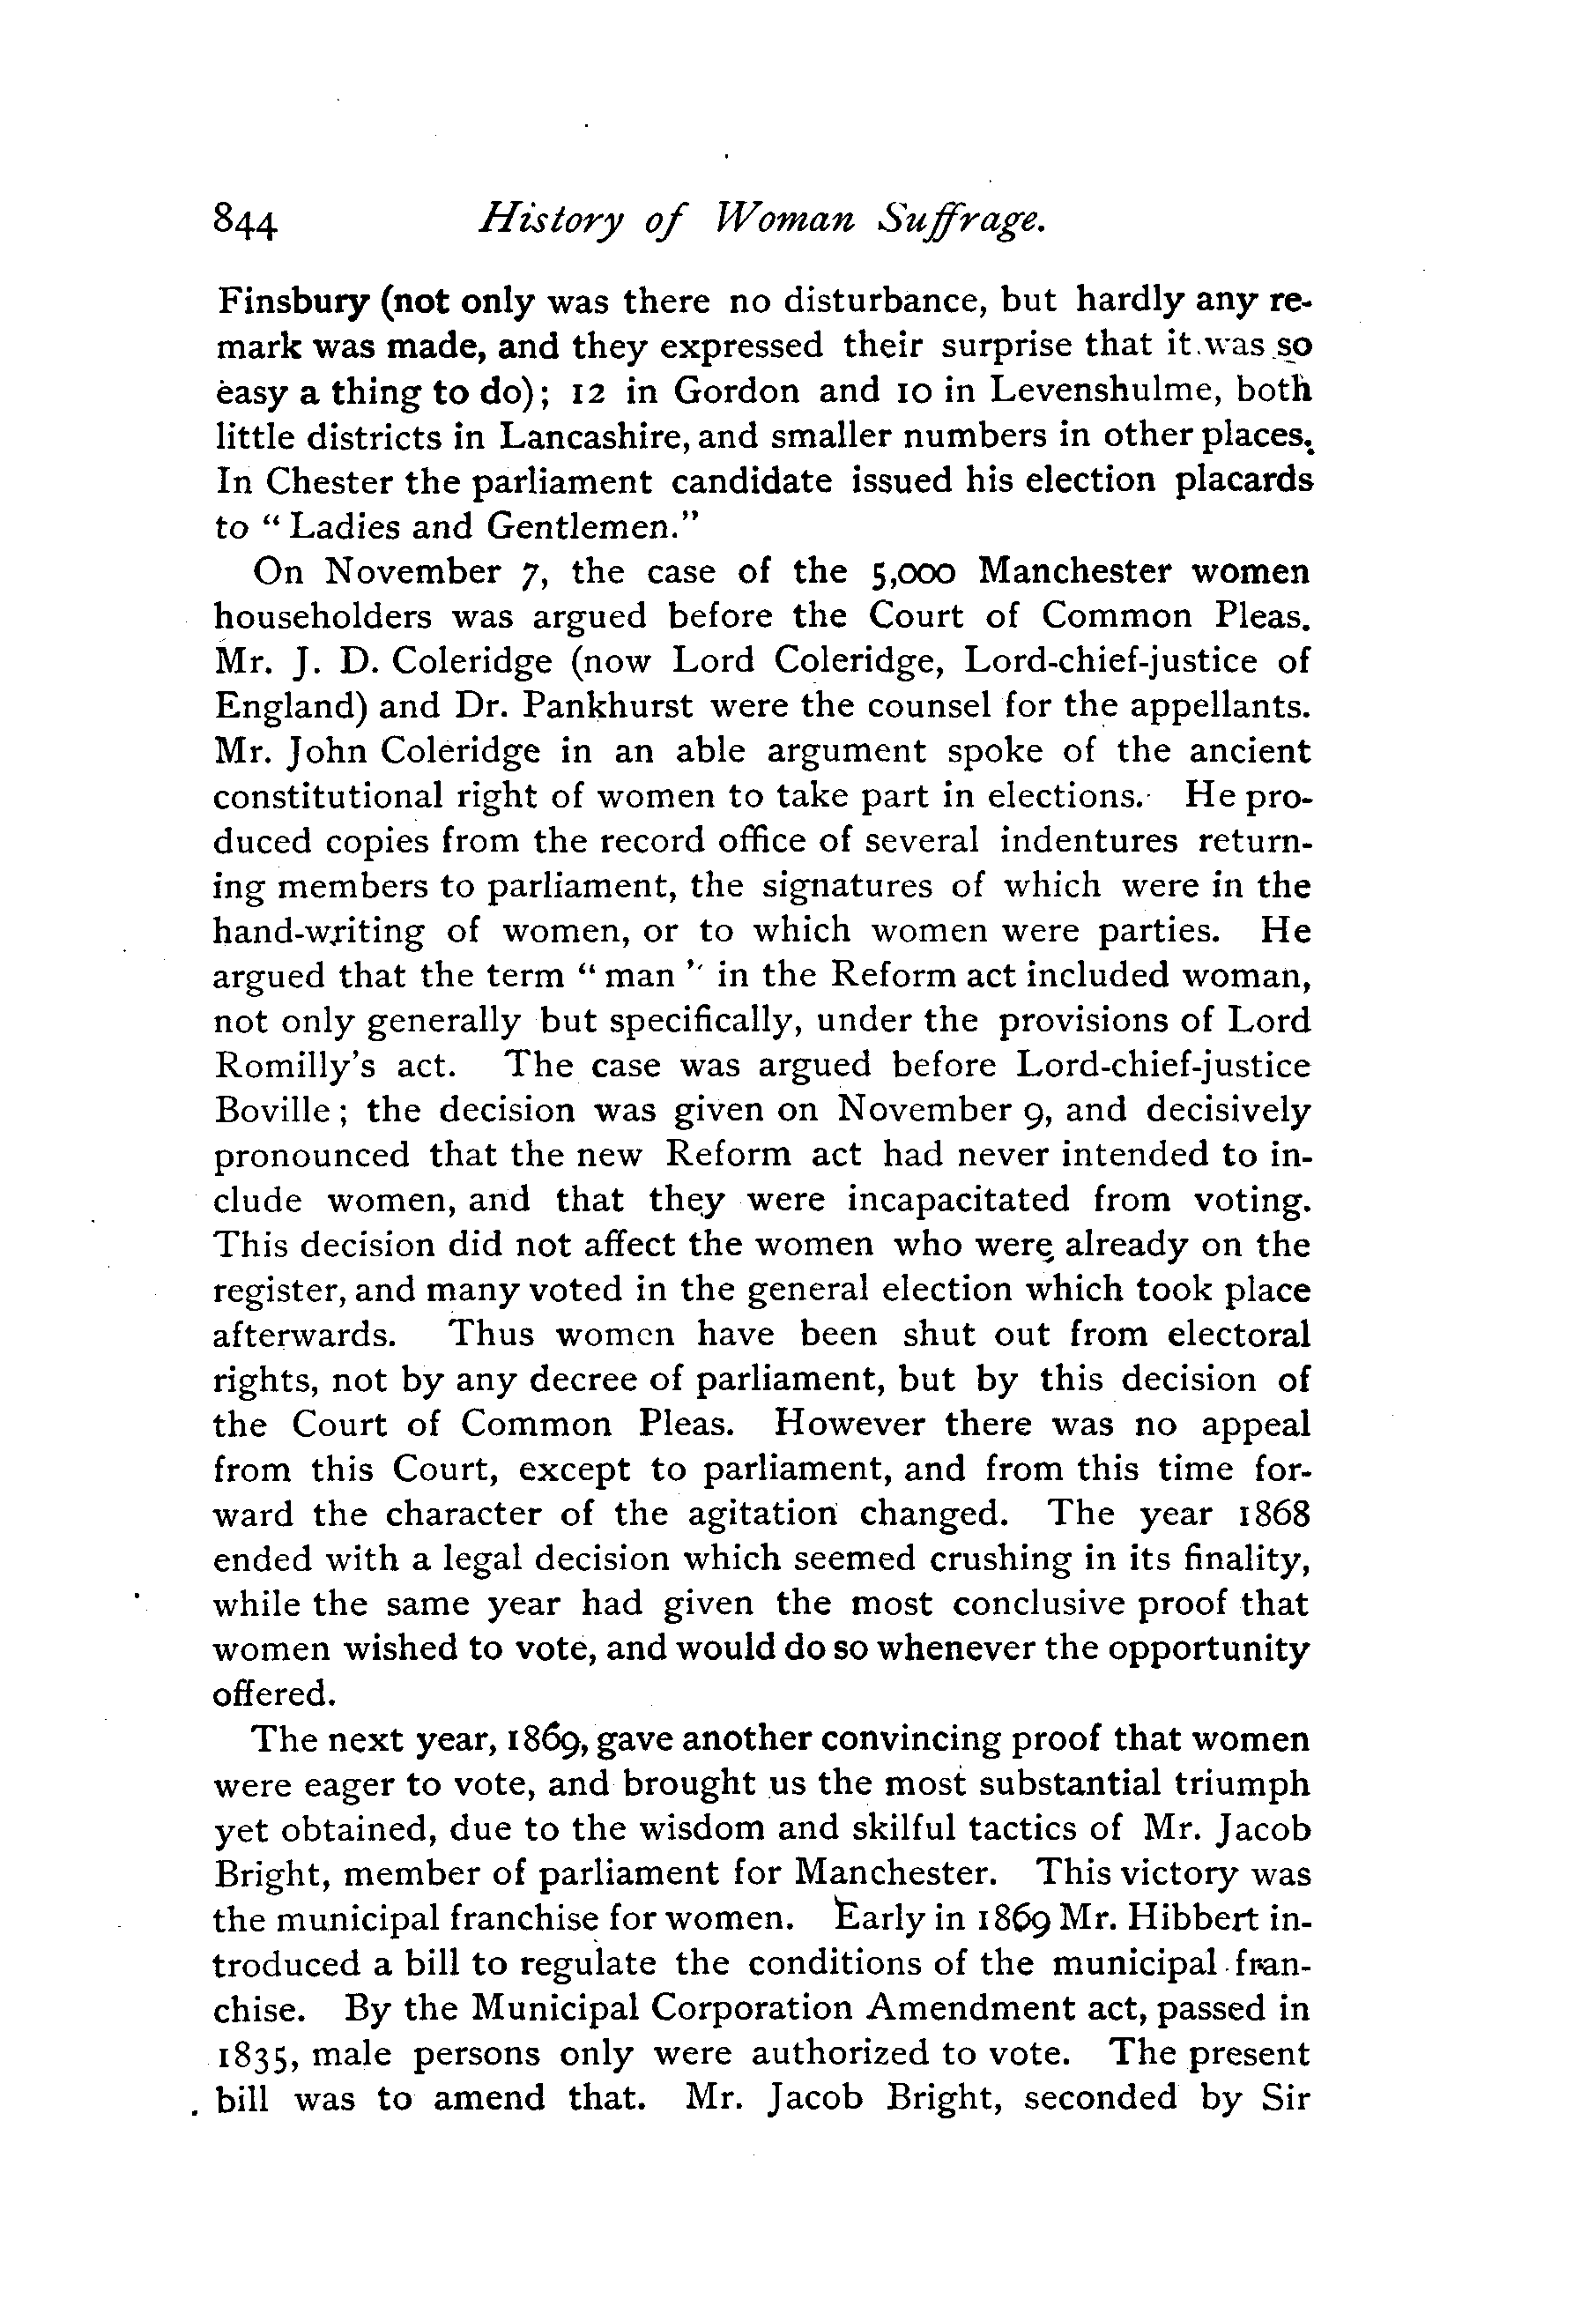 844 History of Woman Suffrage.
Finsbury (not only was there no disturbance, but hardly any re-
mark was made, and they expressed their surprise that it was so
easy a thing to do); 12 in Gordon and 10 in Levenshulme, both
little districts in Lancashire, and smaller numbers in other places.
In Chester the parliament candidate issued his election placards
to “ Ladies and Gentlemen.”
On November 7, the case of the 5,000 Manchester women
householders was argued before the Court of Common Pleas.
Mr. J. D. Coleridge (now Lord Coleridge, Lord-chief-justice of
England) and Dr. Pankhurst were the counsel for the appellants.
Mr. John Coleridge in an able argument spoke of the ancient
constitutional right of women to take part in elections. He pro-
duced copies from the record office of several indentures return-
ing members to parliament, the signatures of which were in the
hand-writing of women, or to which women were parties. He
argued that the term “ man ” in the Reform act included woman,
not only generally but specifically, under the provisions of Lord
Romilly's act. The case was argued before Lord-chief-justice
Boville; the decision was given on November 9, and decisively
pronounced that the new Reform act had never intended to in-
clude women, and that they were incapacitated from voting.
This decision did not affect the women who were already on the
register, and many voted in the general election which took place
afterwards. Thus women have been shut out from electoral
rights, not by any decree of parliament, but by this decision of
the Court of Common Pleas. However there was no appeal
from this Court, except to parliament, and from this time for-
ward the character of the agitation changed. The year 1868
ended with a legal decision which seemed crushing in its finality,
while the same year had given the most conclusive proof that
women wished to vote, and would do so whenever the opportunity
offered.
The next year, 1869, gave another convincing proof that women
were eager to vote, and brought us the most substantial triumph
yet obtained, due to the wisdom and skilful tactics of Mr. Jacob
Bright, member of parliament for Manchester. This victory was
the municipal franchise for women. Early in 1869 Mr. Hibbert in-
troduced a bill to regulate the conditions of the municipal fran-
chise. By the Municipal Corporation Amendment act, passed in
1835, male persons only were authorized to vote. The present
bill was to amend that. Mr. Jacob Bright, seconded by Sir